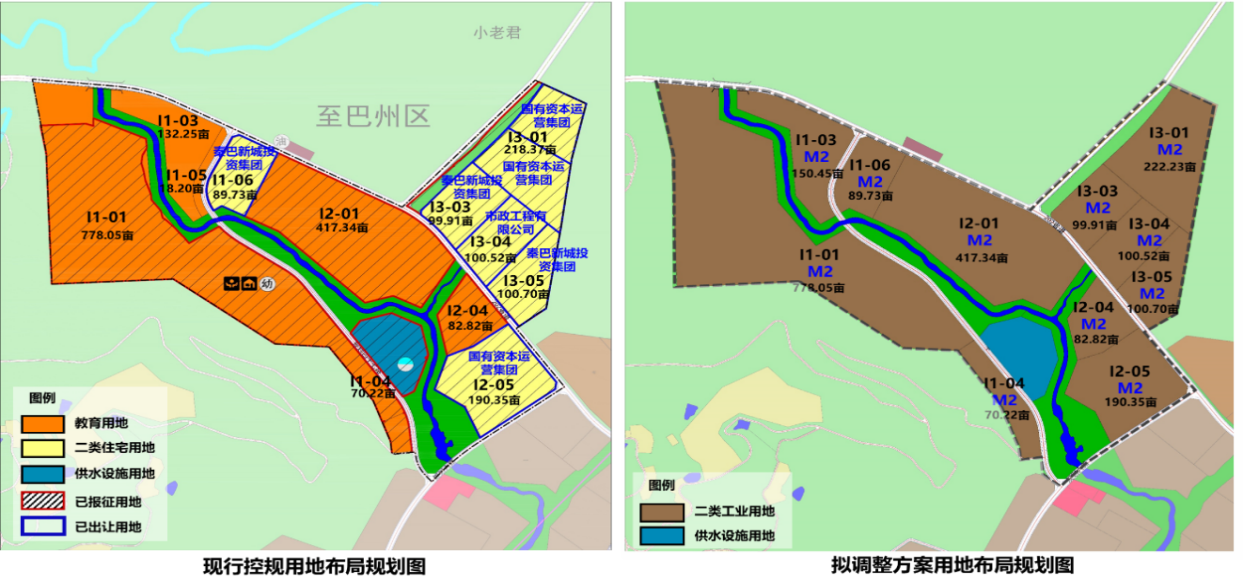 小老君
至巴州区
I1-03
132.25亩
I1-05
18.20亩
秦巴新城投
资集团
I1-06
89.73亩
I1-01
778.05亩
I2-01
417.34亩
国有资本运
营集团
I3-01
218.37亩
国有资本运
营集团
秦巴新城投
资集团
I3-03
99.91亩
市政工程有
限公司
I3-04
100.52亩
秦巴新城投
资集团
I3-05
100.70亩
幼
I2-04
82.82亩
国有资本运
营集团
I2-05
190.35亩
I1-04
70.22亩
图例
教育用地
二类住宅用地
供水设施用地
已报征用地
已出让用地
现行控规用地布局规划图
I1-03
M2
150.45亩
I1-06
M2
89.73亩
I3-01
M2
222.23亩
I3-03
M2
99.91亩
I3-04
M2
100.52亩
I3-05
M2
100.70亩
I2-01
M2
417.34亩
I1-01
M2
778.05亩
I2-04
M2
82.82亩
I2-05
M2
190.35亩
I1-04
M2
70.22亩
图例
二类工业用地
供水设施用地
拟调整方案用地布局规划图